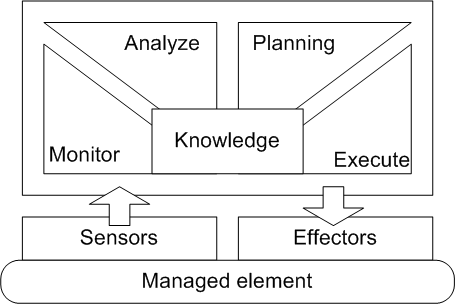 Analyze
Planning
Knowledge
Monitor
Execute
Sensors
Effectors
Managed element